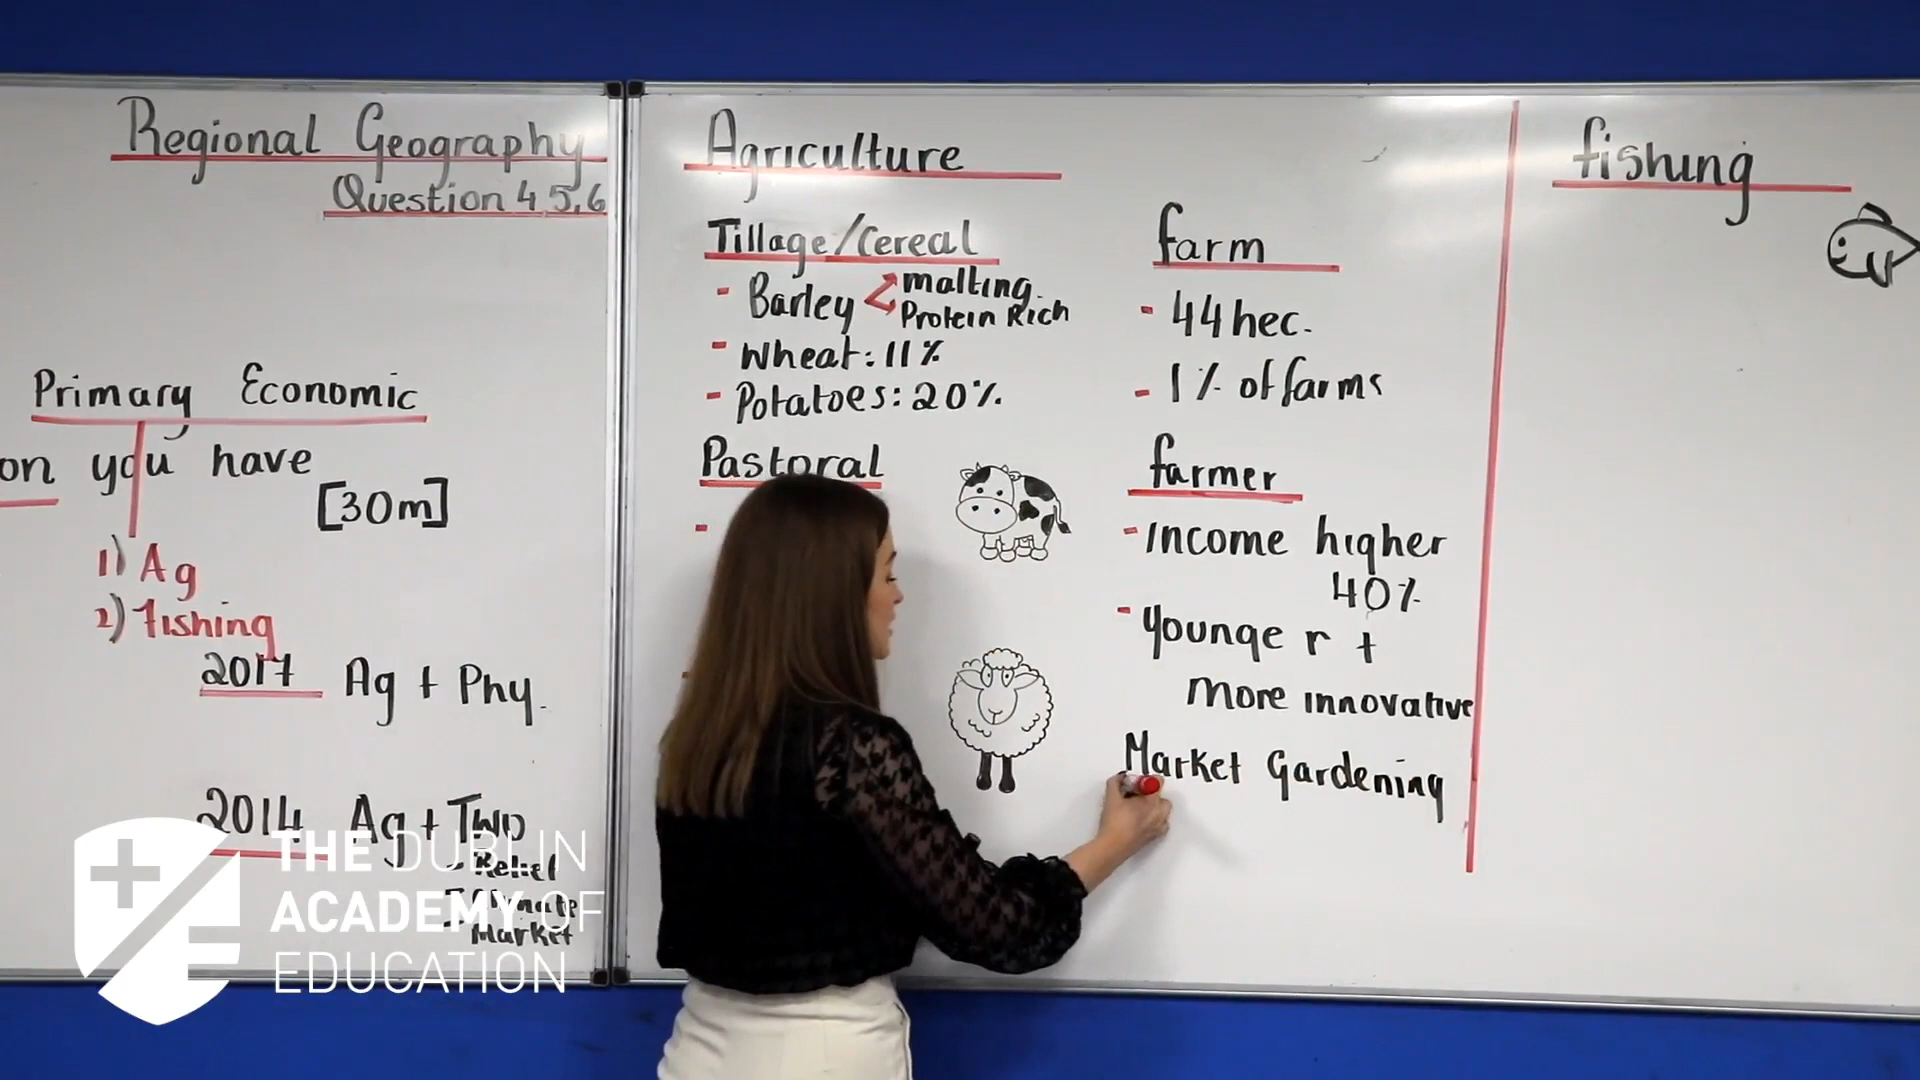 Regional Geography
Question 4 5,6
Primary Economic
on you have
[30m]
1) Ag
2) Fishing
2017 Ag + Phy.
2014 Ag + Two
- Relief
- Climate
- Market
Agriculture
Tillage/Cereal
- Barley < malting
Protein Rich
- Wheat: 11%
- Potatoes: 20%
Pastoral
-
-
farm
- 44 hec.
- 1% of farms
farmer
- Income higher
40%
- younger +
more innovative
Market Gardening
fishing
THE DUBLIN
ACADEMY OF
EDUCATION